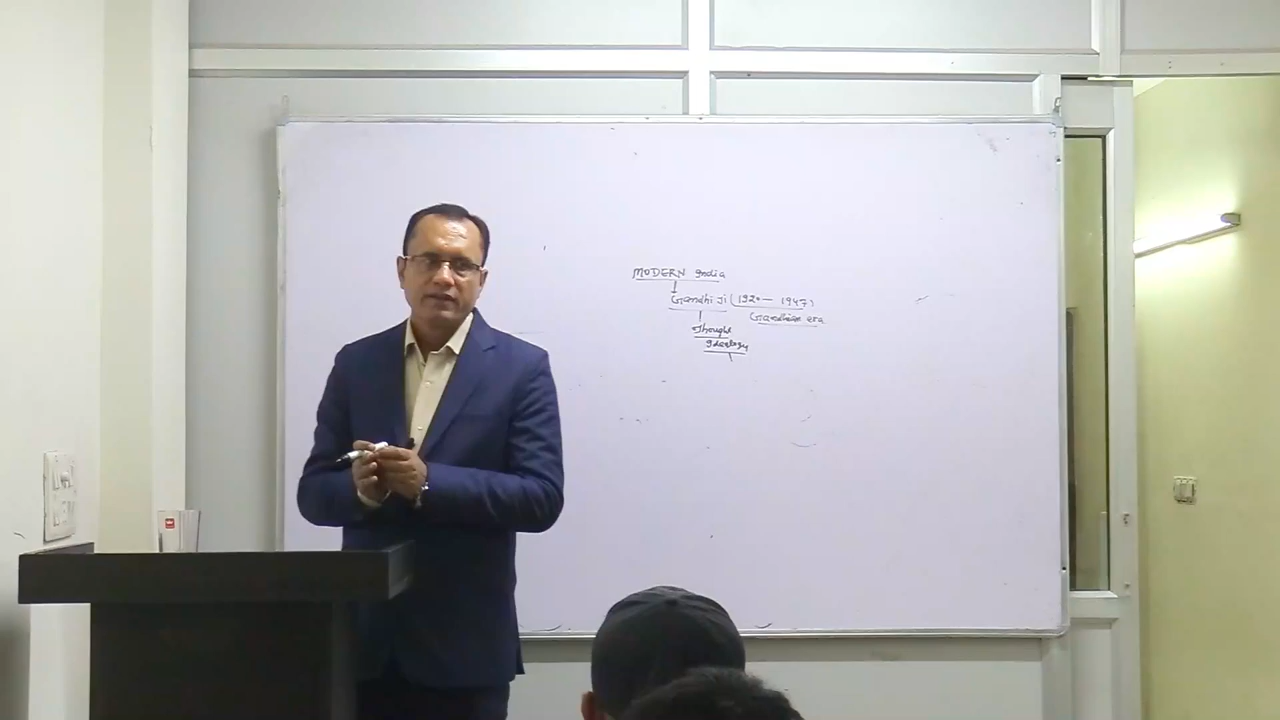 MODERN India
Gandhi Ji (1920 — 1947)
Gandhian era
Thought
Ideology